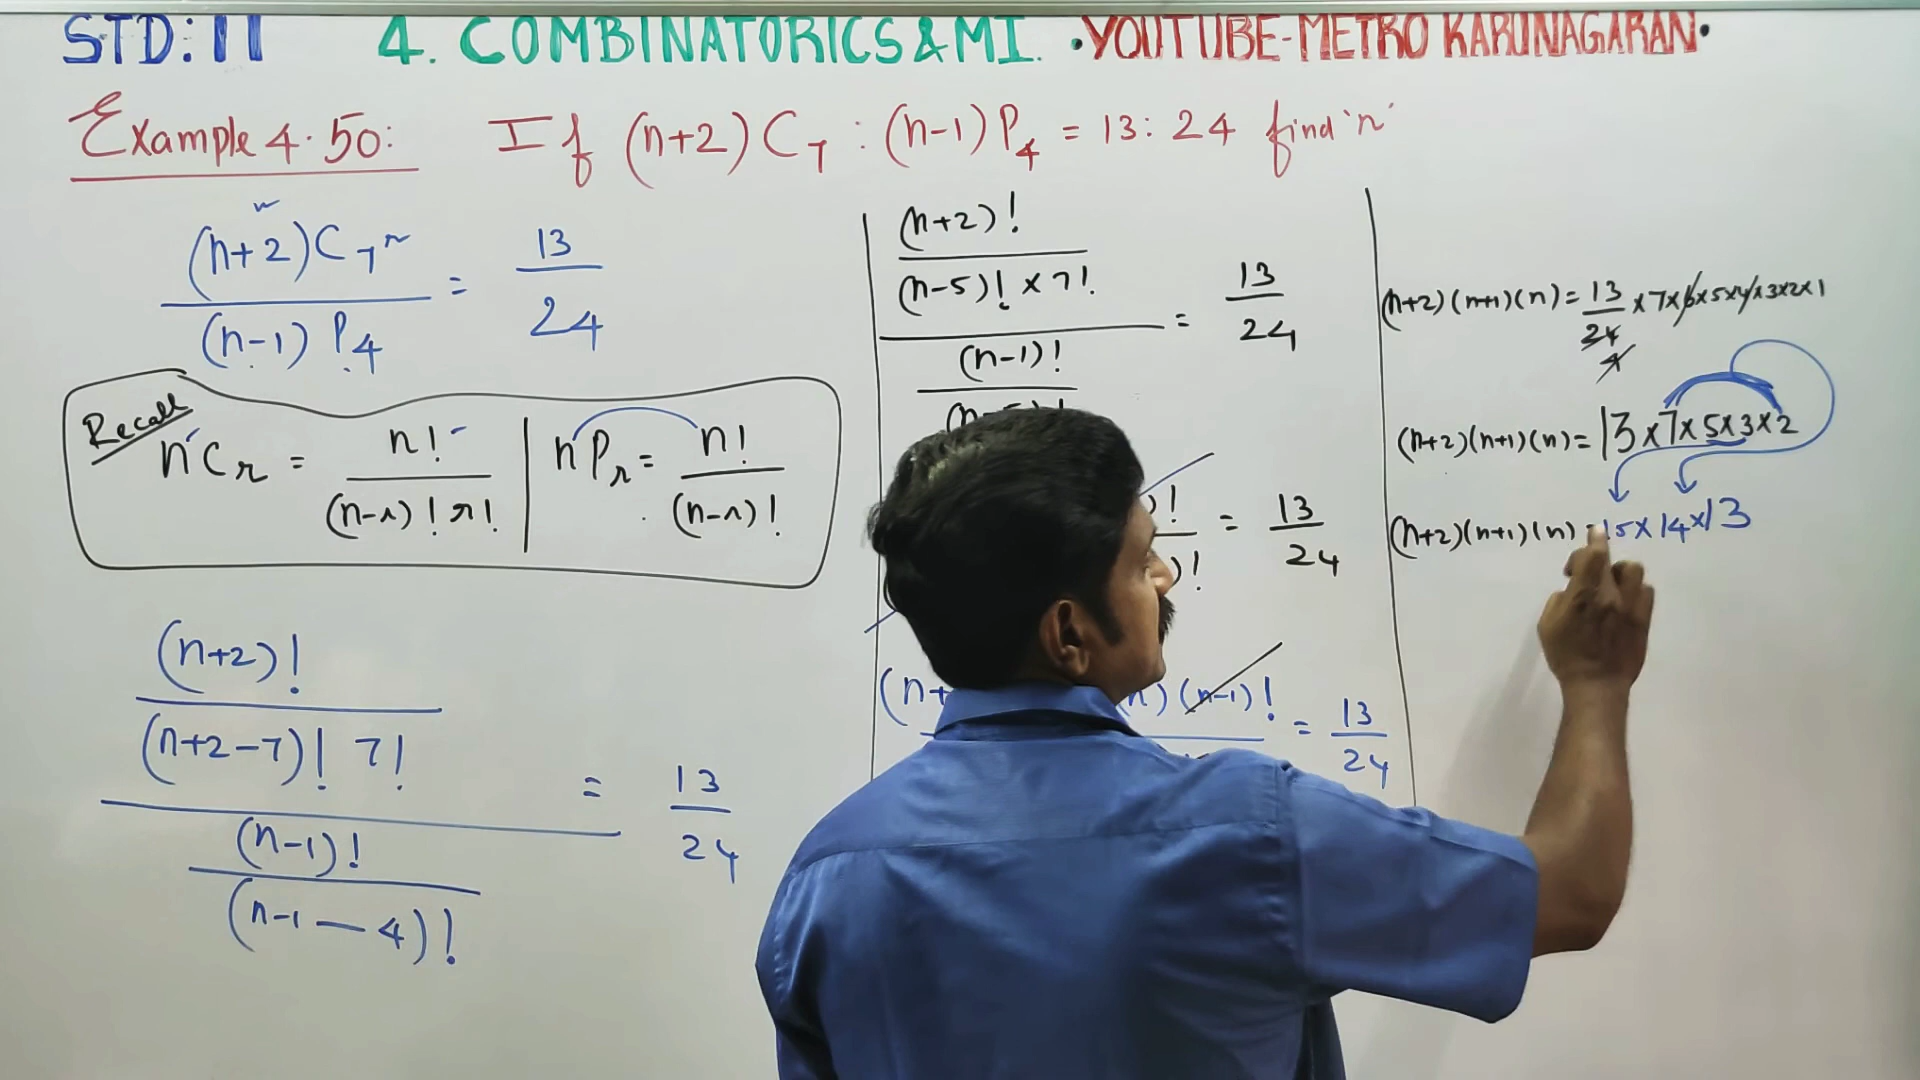 STD: 11 4. COMBINATORICS & MI. •YOUTUBE-METRO KARUNAGARAN•
Example 4.50: If (n+2)C₇ : (n-1)P₄ = 13:24 find 'n'
(n+2)C₇
(n-1)P₄
=
13
24
Recall
nCr =
n!
(n-r)! r!
nPr =
n!
(n-r)!
(n+2)!
(n+2-7)! 7!
(n-1)!
(n-1-4)!
=
13
24
(n+2)!
(n-5)! × 7!
(n-1)!
=
13
24
)!
)!
=
13
24
(n+ n)(n-1)!
=
13
24
(n+2)(n+1)(n) = 13/24 × 7×6×5×4×3×2×1
4
(n+2)(n+1)(n) = 13×7×5×3×2
(n+2)(n+1)(n) = 15×14×13